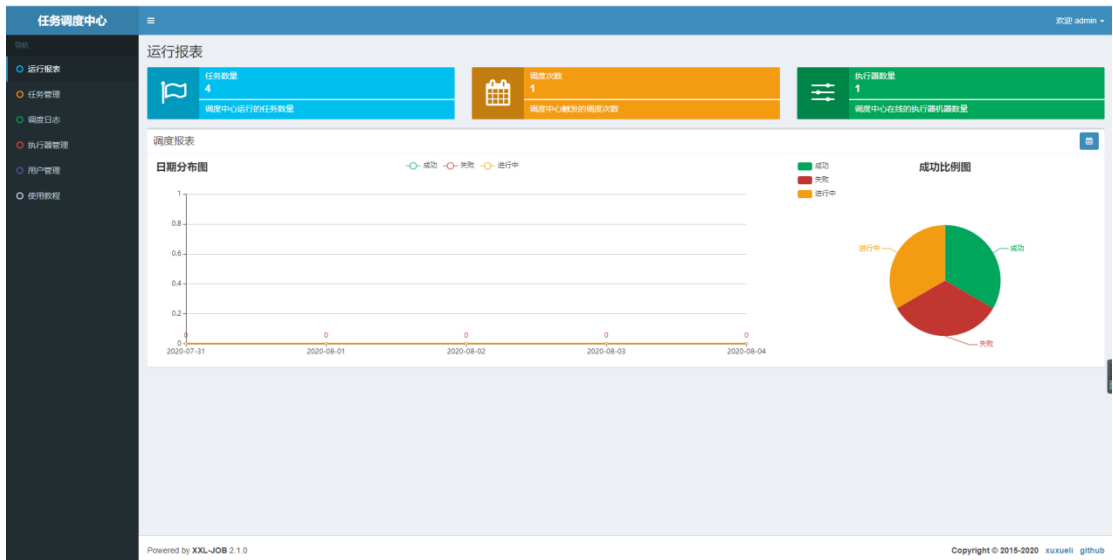 任务调度中心
欢迎 admin
导航
运行报表
任务管理
调度日志
执行器管理
用户管理
使用教程
运行报表
任务数量
4
调度中心运行的任务数量
调度次数
1
调度中心触发的调度次数
执行器数量
1
调度中心在线的执行器机器数量
调度报表
日期分布图
成功 失败 进行中
1
0.8
0.6
0.4
0.2
0
0 0 0 0 0
2020-07-31 2020-08-01 2020-08-02 2020-08-03 2020-08-04
成功
失败
进行中
成功比例图
进行中
成功
失败
Powered by XXL-JOB 2.1.0
Copyright © 2015-2020 xuxueli github